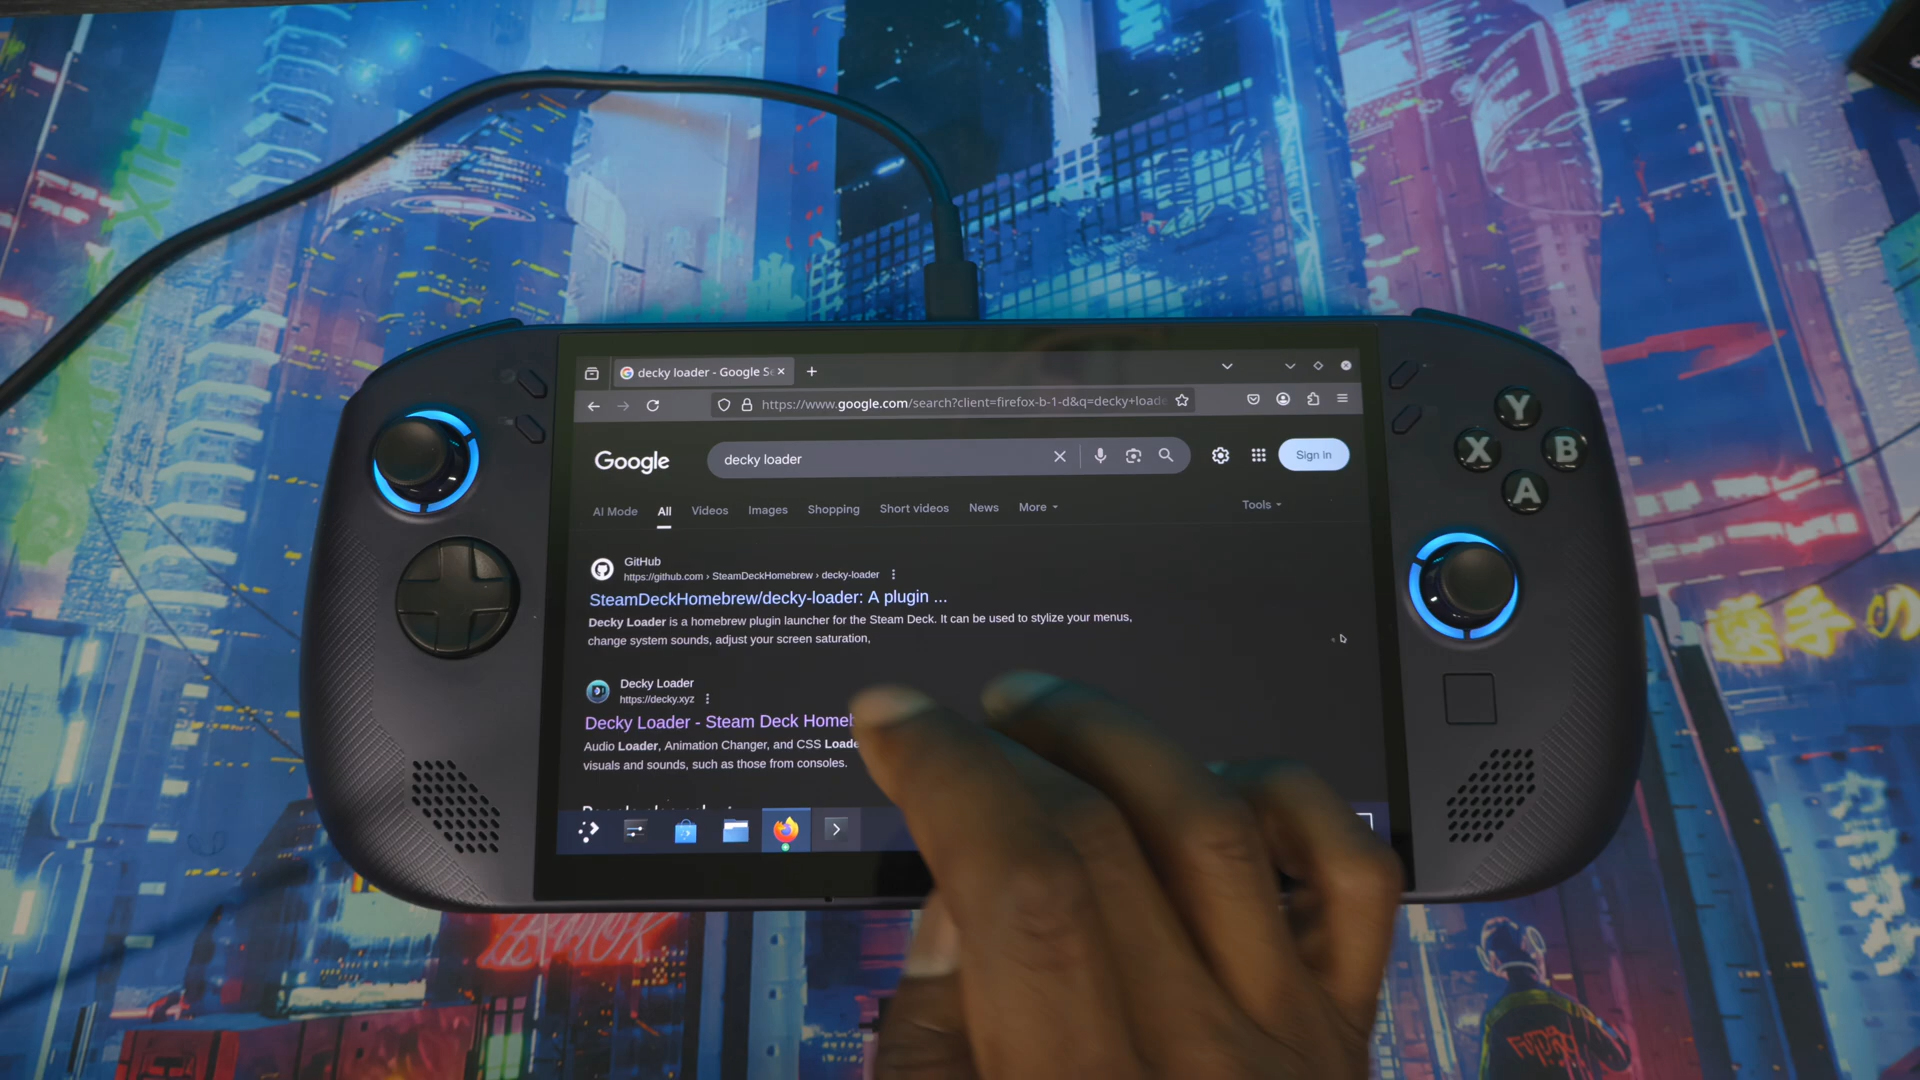 decky loader - Google S
https://www.google.com/search?client=firefox-b-1-d&q=decky+load
Google
decky loader
Sign in
AI Mode
All
Videos
Images
Shopping
Short videos
News
More
Tools
GitHub
https://github.com › SteamDeckHomebrew › decky-loader
SteamDeckHomebrew/decky-loader: A plugin ...
Decky Loader is a homebrew plugin launcher for the Steam Deck. It can be used to stylize your menus,
change system sounds, adjust your screen saturation,
Decky Loader
https://decky.xyz
Decky Loader - Steam Deck Homeb
Audio Loader, Animation Changer, and CSS Loade
visuals and sounds, such as those from consoles.
Y
X
B
A